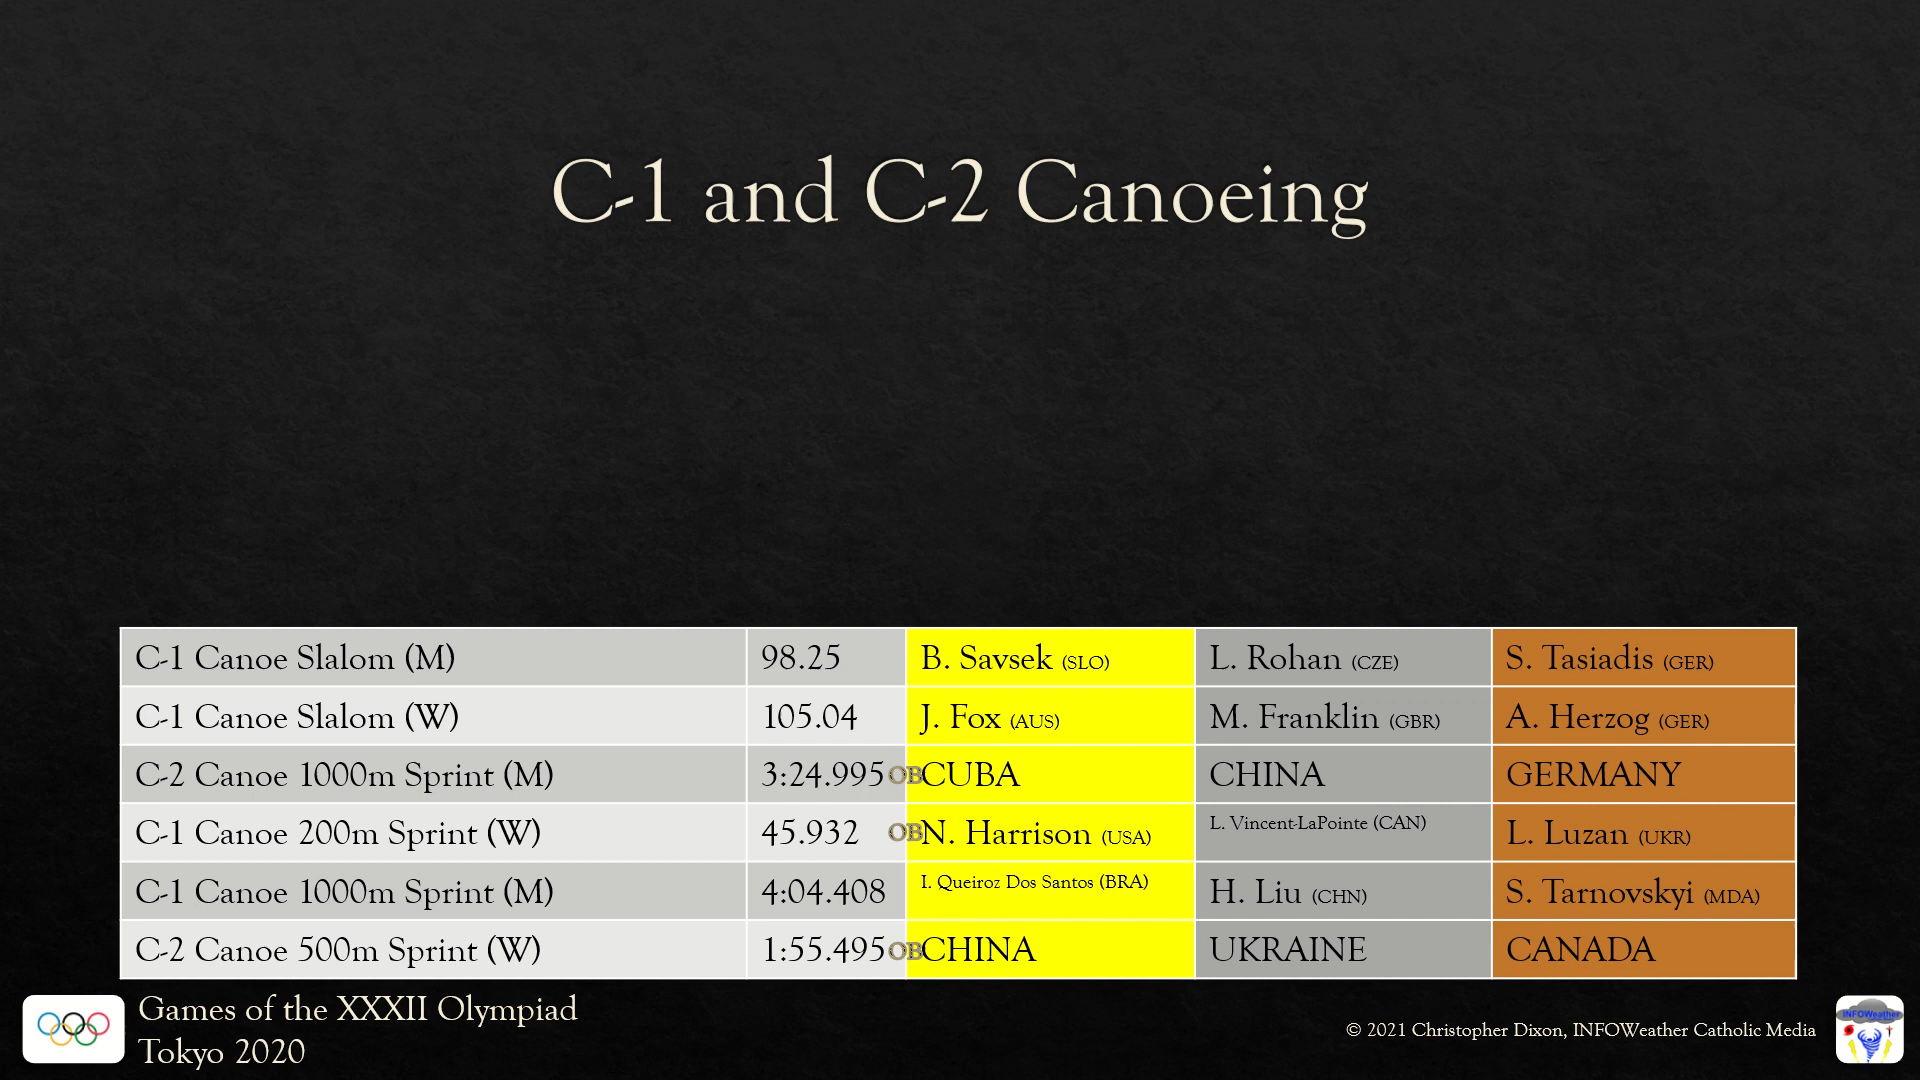 C-1 and C-2 Canoeing
C-1 Canoe Slalom (M) 98.25 B. Savsek (SLO) L. Rohan (CZE) S. Tasiadis (GER)
C-1 Canoe Slalom (W) 105.04 J. Fox (AUS) M. Franklin (GBR) A. Herzog (GER)
C-2 Canoe 1000m Sprint (M) 3:24.995 OB CUBA CHINA GERMANY
C-1 Canoe 200m Sprint (W) 45.932 OB N. Harrison (USA) L. Vincent-LaPointe (CAN) L. Luzan (UKR)
C-1 Canoe 1000m Sprint (M) 4:04.408 I. Queiroz Dos Santos (BRA) H. Liu (CHN) S. Tarnovskyi (MDA)
C-2 Canoe 500m Sprint (W) 1:55.495 OB CHINA UKRAINE CANADA
Games of the XXXII Olympiad
Tokyo 2020
© 2021 Christopher Dixon, INFOWeather Catholic Media
INFOWeather